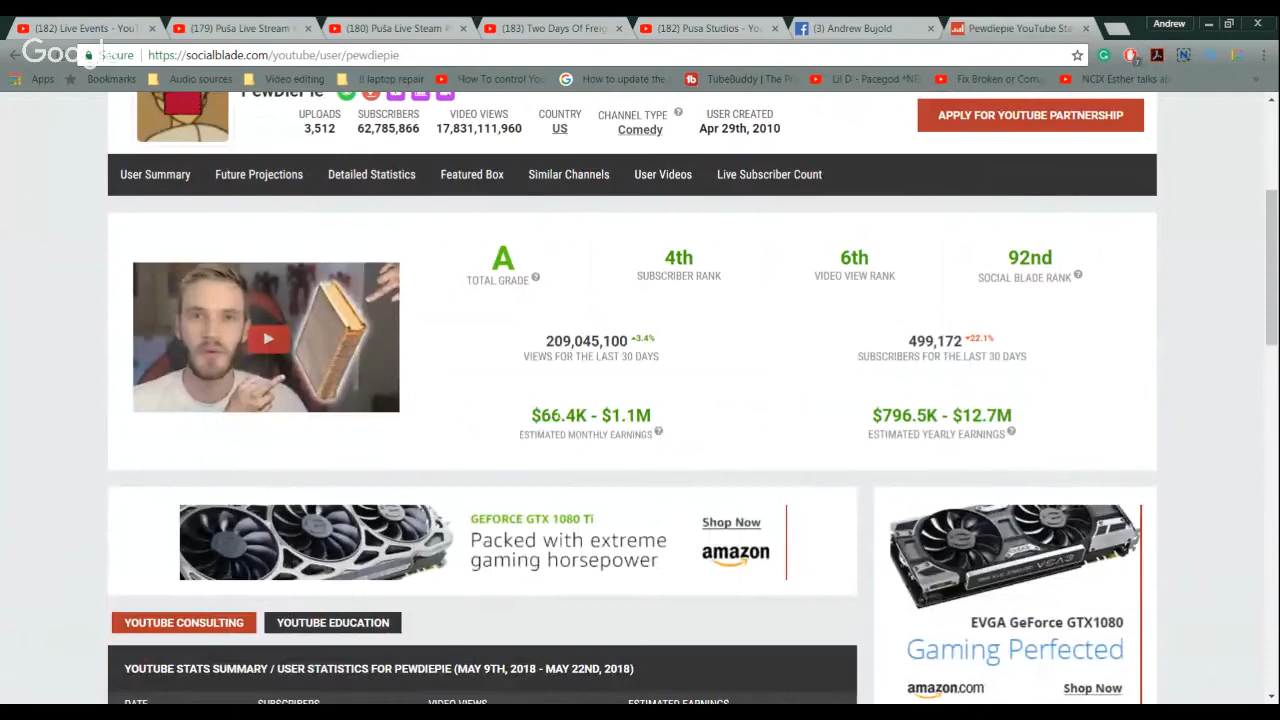 (182) Live Events - YouT
(179) Puša Live Stream
(180) Puša Live Steam P
(183) Two Days Of Freig
(182) Pusa Studios - You
(3) Andrew Bujold
Pewdiepie YouTube Sta
Andrew
Secure
https://socialblade.com/youtube/user/pewdiepie
Apps
Bookmarks
Audio sources
Video editing
ll laptop repair
How To control You
How to update the
TubeBuddy | The Pr
Lil D - Pacegod *NE
Fix Broken or Corru
NCIX Esther talks ab
PewDiePie
UPLOADS
3,512
SUBSCRIBERS
62,785,866
VIDEO VIEWS
17,831,111,960
COUNTRY
US
CHANNEL TYPE
Comedy
USER CREATED
Apr 29th, 2010
APPLY FOR YOUTUBE PARTNERSHIP
User Summary
Future Projections
Detailed Statistics
Featured Box
Similar Channels
User Videos
Live Subscriber Count
A
TOTAL GRADE
4th
SUBSCRIBER RANK
6th
VIDEO VIEW RANK
92nd
SOCIAL BLADE RANK
209,045,100 3.4%
VIEWS FOR THE LAST 30 DAYS
499,172 22.1%
SUBSCRIBERS FOR THE LAST 30 DAYS
$66.4K - $1.1M
ESTIMATED MONTHLY EARNINGS
$796.5K - $12.7M
ESTIMATED YEARLY EARNINGS
GEFORCE GTX 1080 Ti
Packed with extreme
gaming horsepower
Shop Now
amazon
EVGA GeForce GTX1080
Gaming Perfected
amazon.com
Shop Now
YOUTUBE CONSULTING
YOUTUBE EDUCATION
YOUTUBE STATS SUMMARY / USER STATISTICS FOR PEWDIEPIE (MAY 9TH, 2018 - MAY 22ND, 2018)
DATE
SUBSCRIBERS
VIDEO VIEWS
ESTIMATED EARNINGS